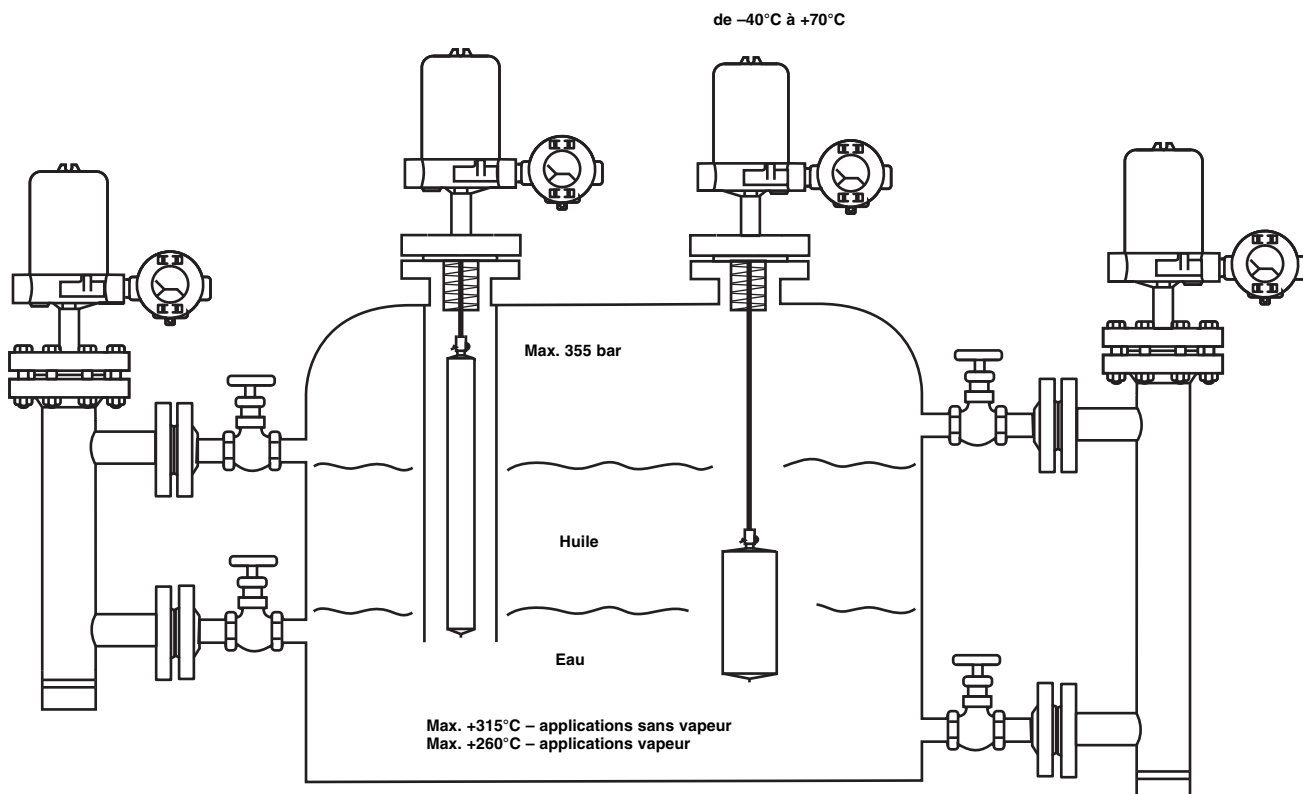 de –40°C à +70°C
Max. 355 bar
Huile
Eau
Max. +315°C – applications sans vapeur
Max. +260°C – applications vapeur